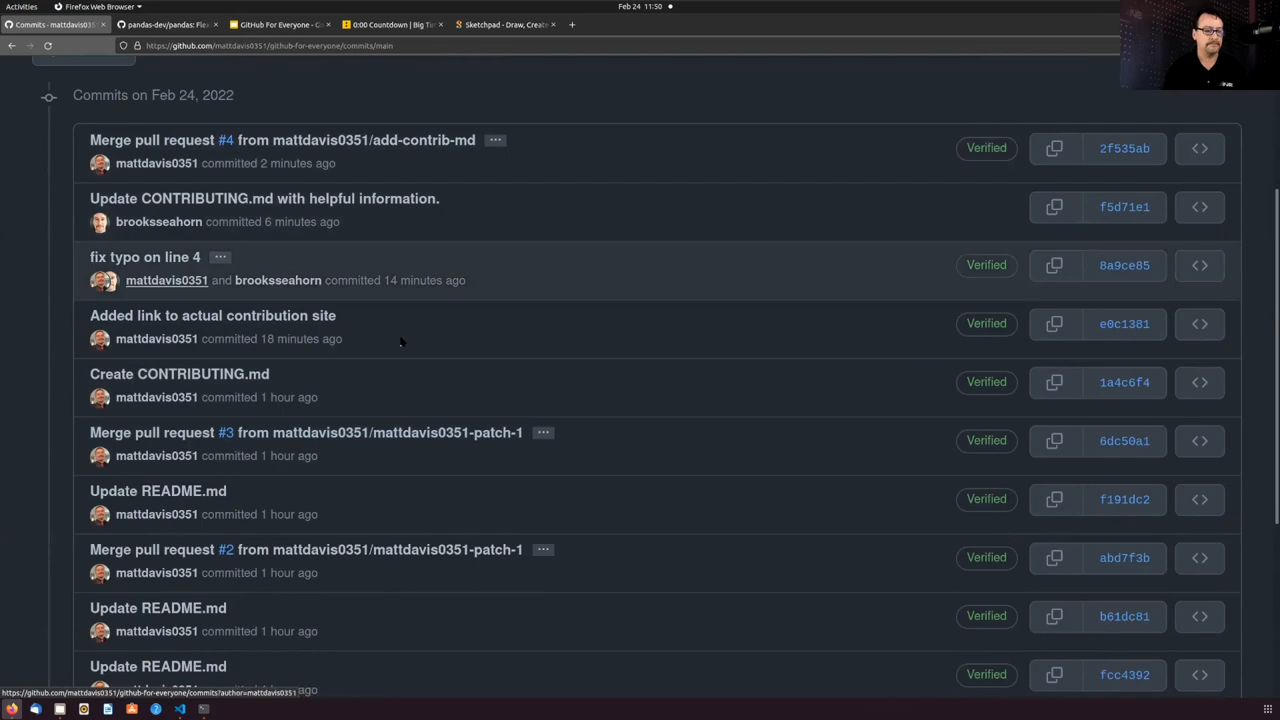 Activities
Firefox Web Browser
Feb 24 11:50
Commits - mattdavis0351
pandas-dev/pandas: Fle
GitHub For Everyone - Go
0:00 Countdown | Big Ti
Sketchpad - Draw, Create
https://github.com/mattdavis0351/github-for-everyone/commits/main
Commits on Feb 24, 2022
Merge pull request #4 from mattdavis0351/add-contrib-md
mattdavis0351 committed 2 minutes ago
Verified
2f535ab
Update CONTRIBUTING.md with helpful information.
brooksseahorn committed 6 minutes ago
f5d71e1
fix typo on line 4
mattdavis0351 and brooksseahorn committed 14 minutes ago
Verified
8a9ce85
Added link to actual contribution site
mattdavis0351 committed 18 minutes ago
Verified
e0c1381
Create CONTRIBUTING.md
mattdavis0351 committed 1 hour ago
Verified
1a4c6f4
Merge pull request #3 from mattdavis0351/mattdavis0351-patch-1
mattdavis0351 committed 1 hour ago
Verified
6dc50a1
Update README.md
mattdavis0351 committed 1 hour ago
Verified
f191dc2
Merge pull request #2 from mattdavis0351/mattdavis0351-patch-1
mattdavis0351 committed 1 hour ago
Verified
abd7f3b
Update README.md
mattdavis0351 committed 1 hour ago
Verified
b61dc81
Update README.md
ago
Verified
fcc4392
https://github.com/mattdavis0351/github-for-everyone/commits?author=mattdavis0351